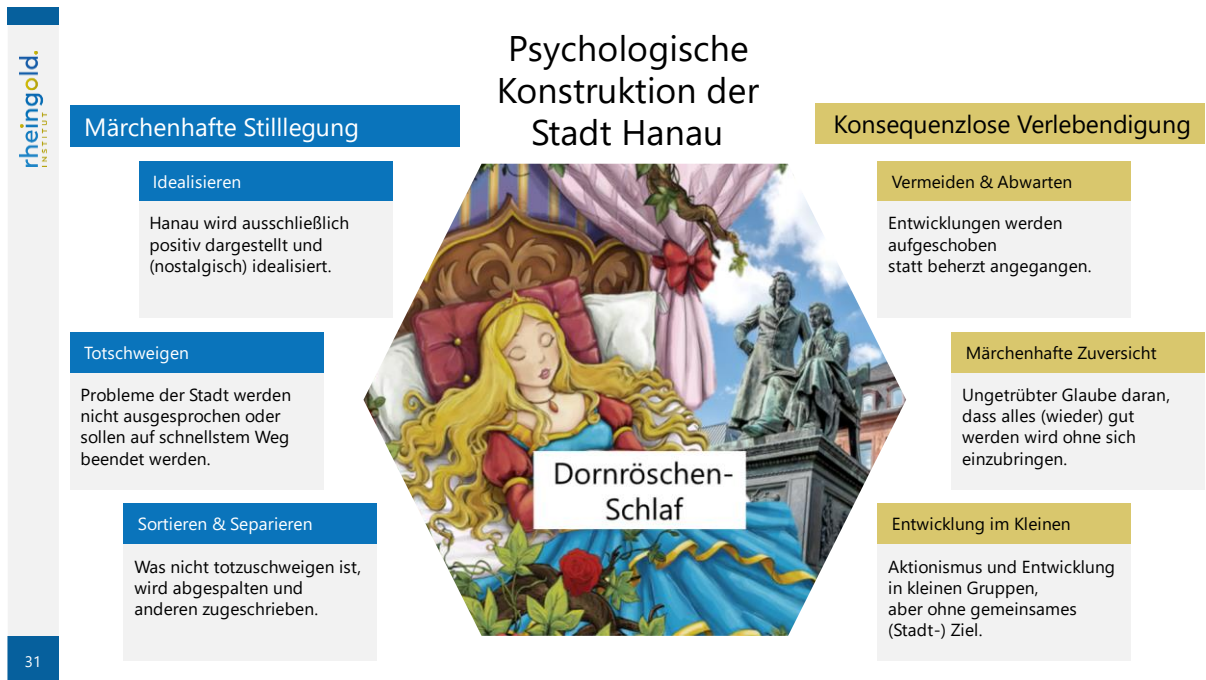 rheingold.
INSTITUT
Psychologische
Konstruktion der
Stadt Hanau
Märchenhafte Stilllegung
Idealisieren
Hanau wird ausschließlich
positiv dargestellt und
(nostalgisch) idealisiert.
Totschweigen
Probleme der Stadt werden
nicht ausgesprochen oder
sollen auf schnellstem Weg
beendet werden.
Sortieren & Separieren
Was nicht totzuschweigen ist,
wird abgespalten und
anderen zugeschrieben.
Dornröschen-
Schlaf
Konsequenzlose Verlebendigung
Vermeiden & Abwarten
Entwicklungen werden
aufgeschoben
statt beherzt angegangen.
Märchenhafte Zuversicht
Ungetrübter Glaube daran,
dass alles (wieder) gut
werden wird ohne sich
einzubringen.
Entwicklung im Kleinen
Aktionismus und Entwicklung
in kleinen Gruppen,
aber ohne gemeinsames
(Stadt-) Ziel.
31